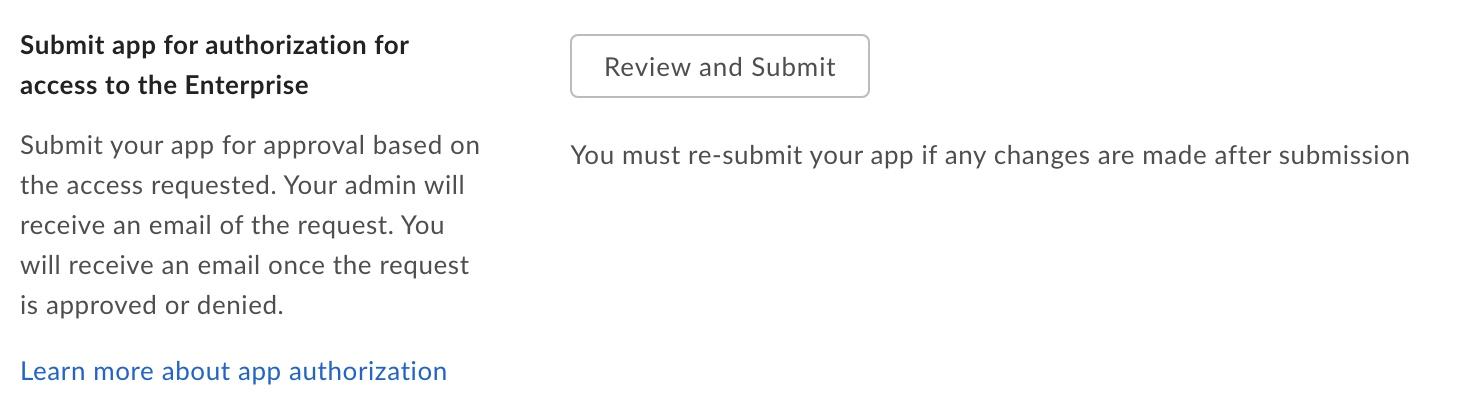 Submit app for authorization for
access to the Enterprise
Submit your app for approval based on
the access requested. Your admin will
receive an email of the request. You
will receive an email once the request
is approved or denied.
Learn more about app authorization
Review and Submit
You must re-submit your app if any changes are made after submission